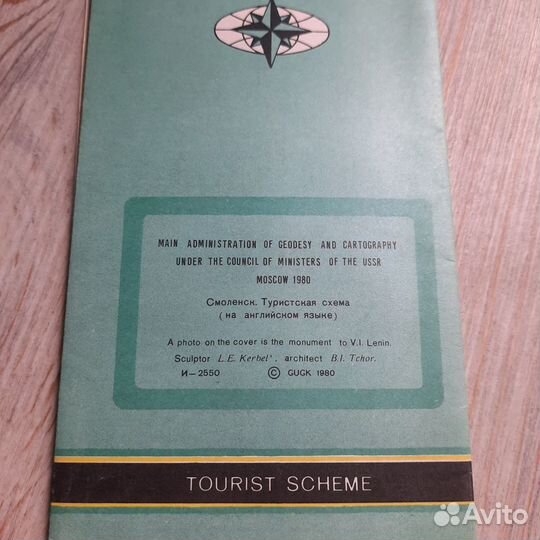 MAIN ADMINISTRATION OF GEODESY AND CARTOGRAPHY
UNDER THE COUNCIL OF MINISTERS OF THE USSR
MOSCOW 1980
Смоленск. Туристская схема
(на английском языке)
A photo on the cover is the monument to V.I. Lenin.
Sculptor L.E. Kerbel', architect B.I. Tchor.
И-2550 © GUGK 1980
TOURIST SCHEME
Avito